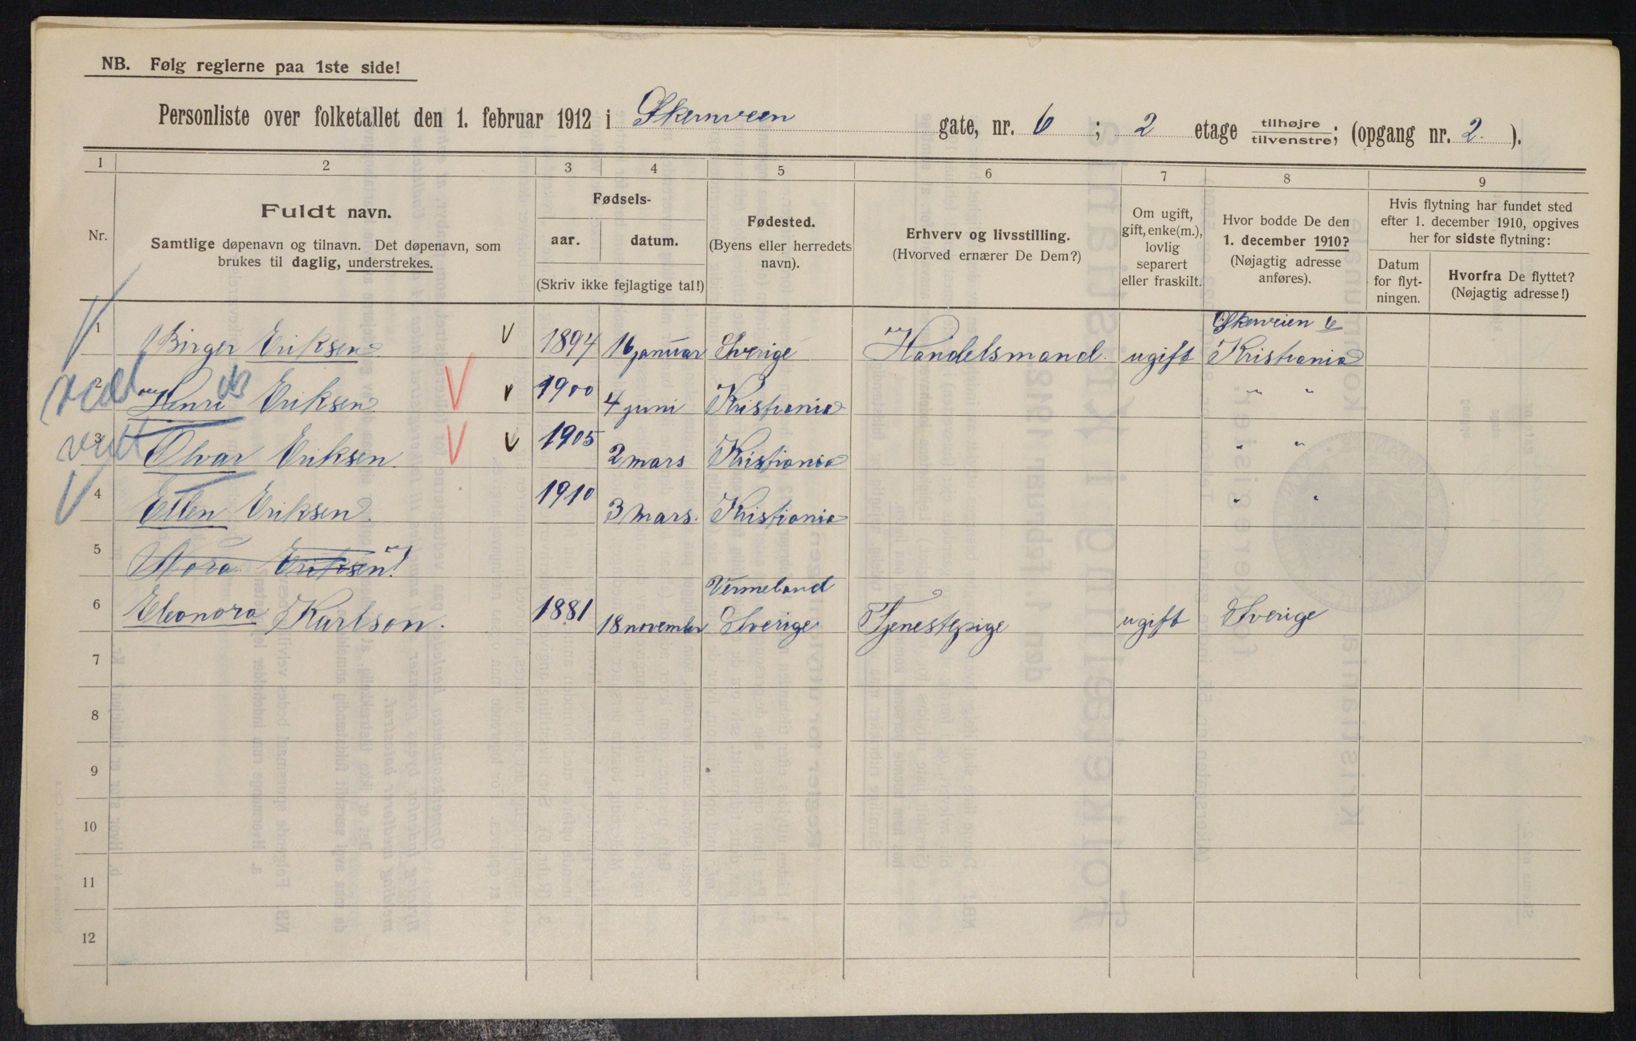 NB. Følg reglerne paa 1ste side!
Personliste over folketallet den 1. februar 1912 i Skerrveen gate, nr. 6 ; 2 etage tilhøjre/tilvenstre; (opgang nr. 2 ).
1 2 3 4 5 6 7 8 9
Nr.
Fuldt navn.
Samtlige døpenavn og tilnavn. Det døpenavn, som
brukes til daglig, understrekes.
Fødsels-
aar. datum.
(Skriv ikke fejlagtige tal!)
Fødested.
(Byens eller herredets
navn).
Erhverv og livsstilling.
(Hvorved ernærer De Dem?)
Om ugift,
gift, enke(m.),
lovlig
separert
eller fraskilt.
Hvor bodde De den
1. december 1910?
(Nøjagtig adresse
anføres).
Hvis flytning har fundet sted
efter 1. december 1910, opgives
her for sidste flytning:
Datum
for flyt-
ningen.
Hvorfra De flyttet?
(Nøjagtig adresse!)
1 Birger Eriksen 1897 16 januar Sverige Handelsmand ugift Kristiania
2 Henri Eriksen 1900 4 juni Kristiania " "
3 Olvar Eriksen. 1905 2 mars Kristiania " "
4 Ellen Eriksen. 1910 3 mars. Kristiania " "
5 Nora Eriksen!
Vermeland
6 Eleonora Karlson. 1881 18 november Sverige Tjenestepige ugift Sverige
7
8
9
10
11
12